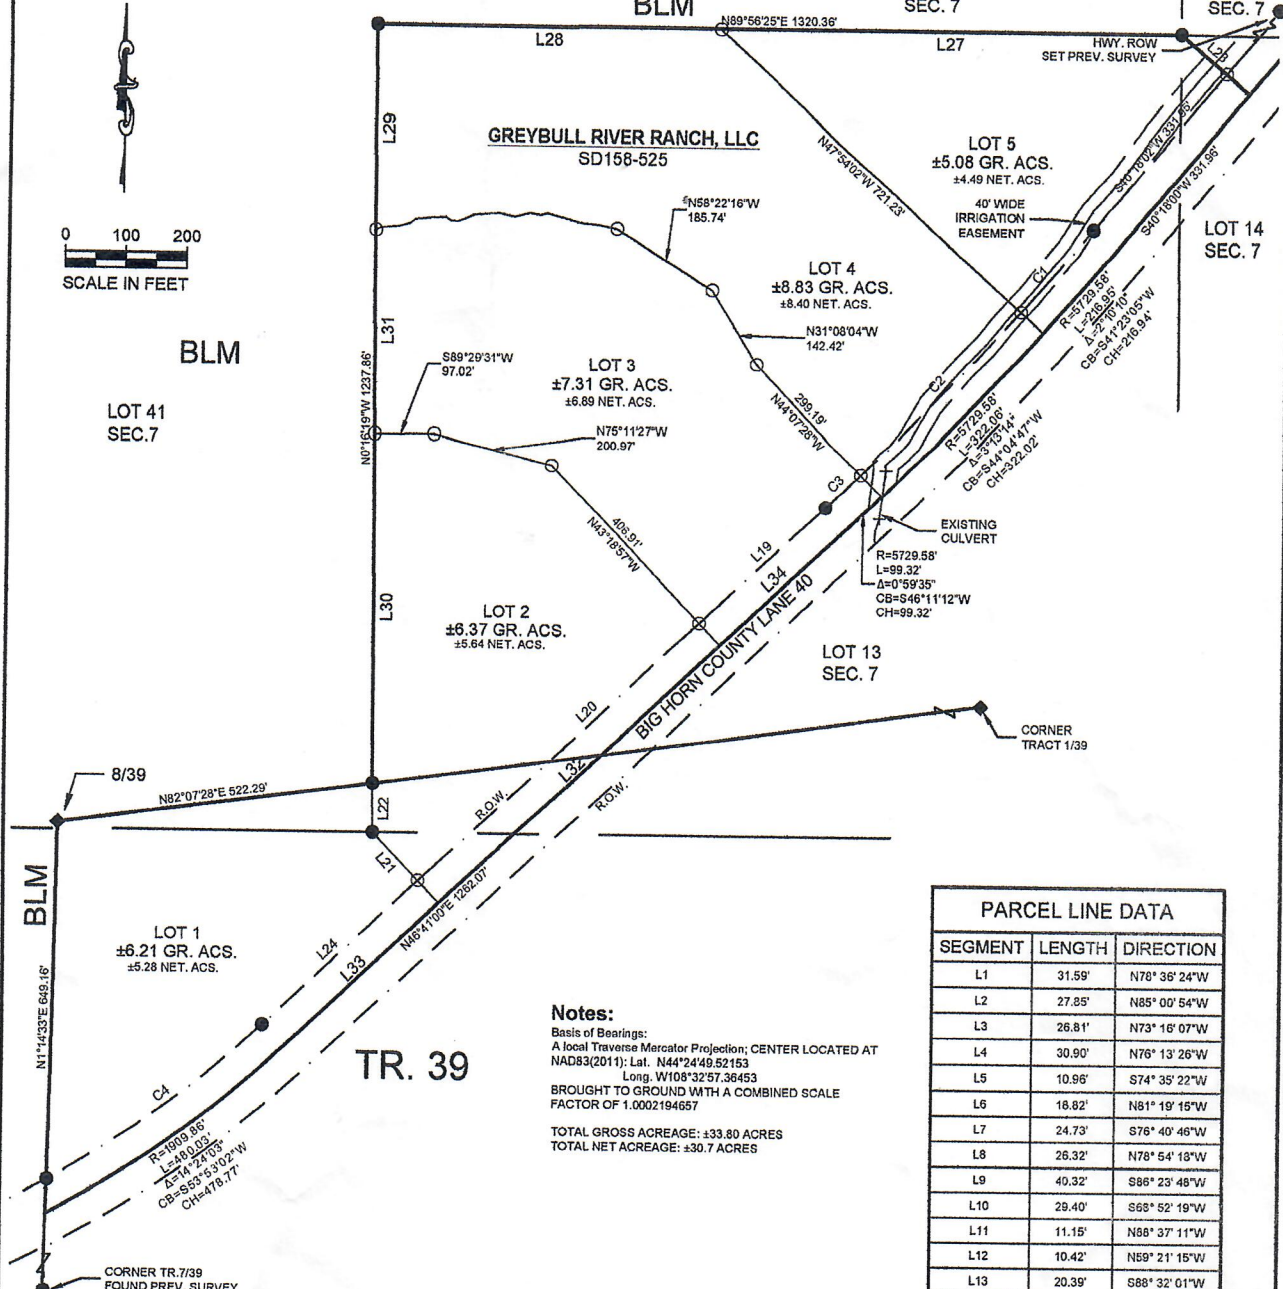 BLM
SEC. 7
SEC. 7
N89°56'25"E 1320.36'
L28
L27
HWY. ROW
SET PREV. SURVEY
L23
L29
GREYBULL RIVER RANCH, LLC
SD158-525
N47°54'02"W 721.23'
LOT 5
±5.08 GR. ACS.
±4.49 NET. ACS.
S40°18'02"W 331.95'
S40°18'00"W 331.96'
40' WIDE
IRRIGATION
EASEMENT
LOT 14
SEC. 7
N58°22'16"W
185.74'
0 100 200
SCALE IN FEET
LOT 4
±8.83 GR. ACS.
±8.40 NET. ACS.
C1
R=5729.58'
L=216.95'
Δ=2°10'10"
CB=S41°23'05"W
CH=216.94'
N31°08'04"W
142.42'
BLM
L31
S89°29'31"W
97.02'
LOT 3
±7.31 GR. ACS.
±6.89 NET. ACS.
C2
LOT 41
SEC.7
N0°16'19"W 1237.86'
299.19'
N44°07'28"W
N75°11'27"W
200.97'
R=5729.58'
L=322.06'
Δ=3°13'14"
CB=S44°04'47"W
CH=322.02'
C3
406.91'
N43°18'57"W
EXISTING
CULVERT
L19
R=5729.58'
L=99.32'
Δ=0°59'35"
CB=S46°11'12"W
CH=99.32'
L34
L30
LOT 2
±6.37 GR. ACS.
±5.64 NET. ACS.
BIG HORN COUNTY LANE 40
LOT 13
SEC. 7
L20
CORNER
TRACT 1/39
8/39
N82°07'28"E 522.29'
L32
L22
R.O.W.
R.O.W.
L21
BLM
N46°41'00"E 1262.07'
LOT 1
±6.21 GR. ACS.
±5.28 NET. ACS.
L24
L33
N1°14'33"E 649.16'
TR. 39
C4
R=1909.86'
L=480.03'
Δ=14°24'03"
CB=S53°53'02"W
CH=478.77'
CORNER TR.7/39
FOUND PREV. SURVEY
Notes:
Basis of Bearings:
A local Traverse Mercator Projection; CENTER LOCATED AT
NAD83(2011): Lat. N44°24'49.52153
Long. W108°32'57.36453
BROUGHT TO GROUND WITH A COMBINED SCALE
FACTOR OF 1.0002194657
TOTAL GROSS ACREAGE: ±33.80 ACRES
TOTAL NET ACREAGE: ±30.7 ACRES
PARCEL LINE DATA
SEGMENT LENGTH DIRECTION
L1 31.59' N78° 36' 24"W
L2 27.85' N85° 00' 54"W
L3 26.81' N73° 16' 07"W
L4 30.90' N76° 13' 26"W
L5 10.96' S74° 35' 22"W
L6 18.82' N81° 19' 15"W
L7 24.73' S76° 40' 46"W
L8 26.32' N78° 54' 18"W
L9 40.32' S86° 23' 48"W
L10 29.40' S68° 52' 19"W
L11 11.15' N88° 37' 11"W
L12 10.42' N59° 21' 15"W
L13 20.39' S88° 32' 01"W